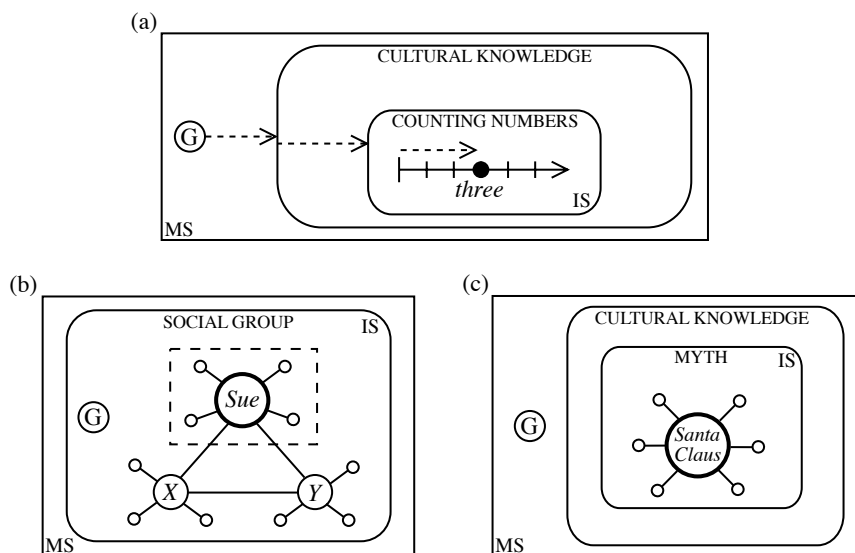 (a)
CULTURAL KNOWLEDGE
COUNTING NUMBERS
G
three
IS
MS
(b)
SOCIAL GROUP
IS
Sue
G
X
Y
MS
(c)
CULTURAL KNOWLEDGE
MYTH
IS
G
Santa
Claus
MS